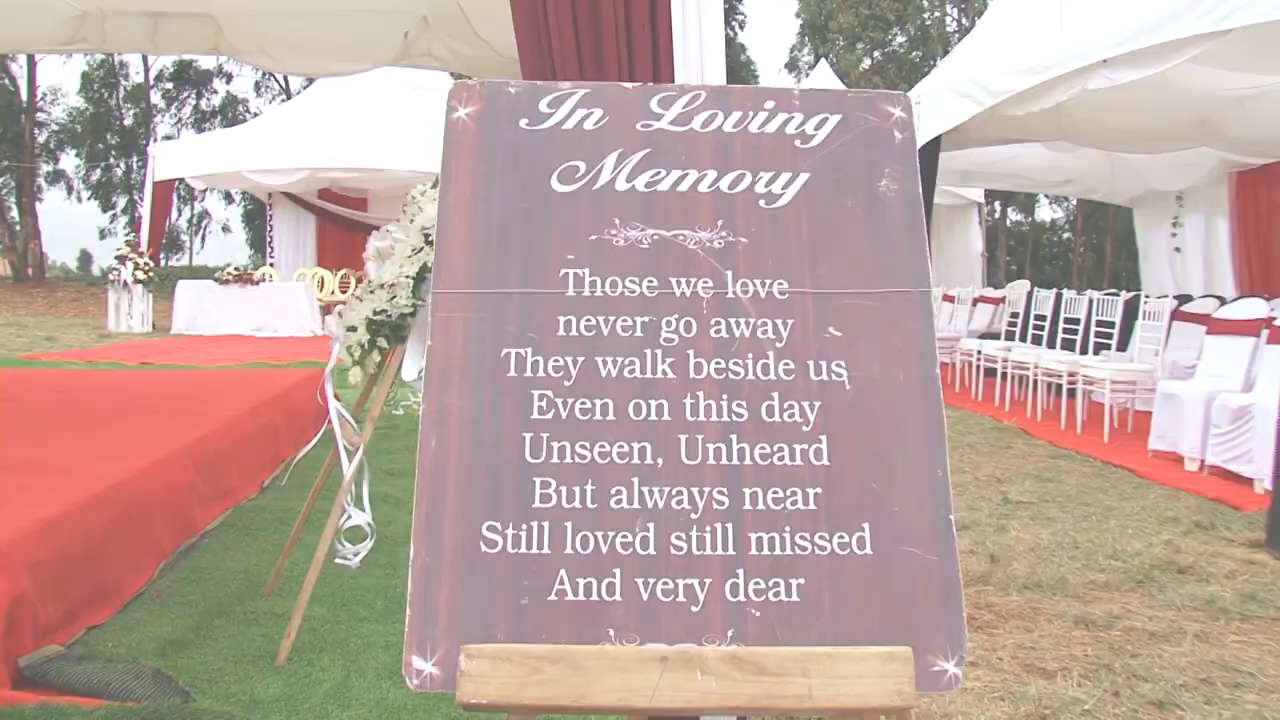 In Loving
Memory
Those we love
never go away
They walk beside us
Even on this day
Unseen, Unheard
But always near
Still loved still missed
And very dear